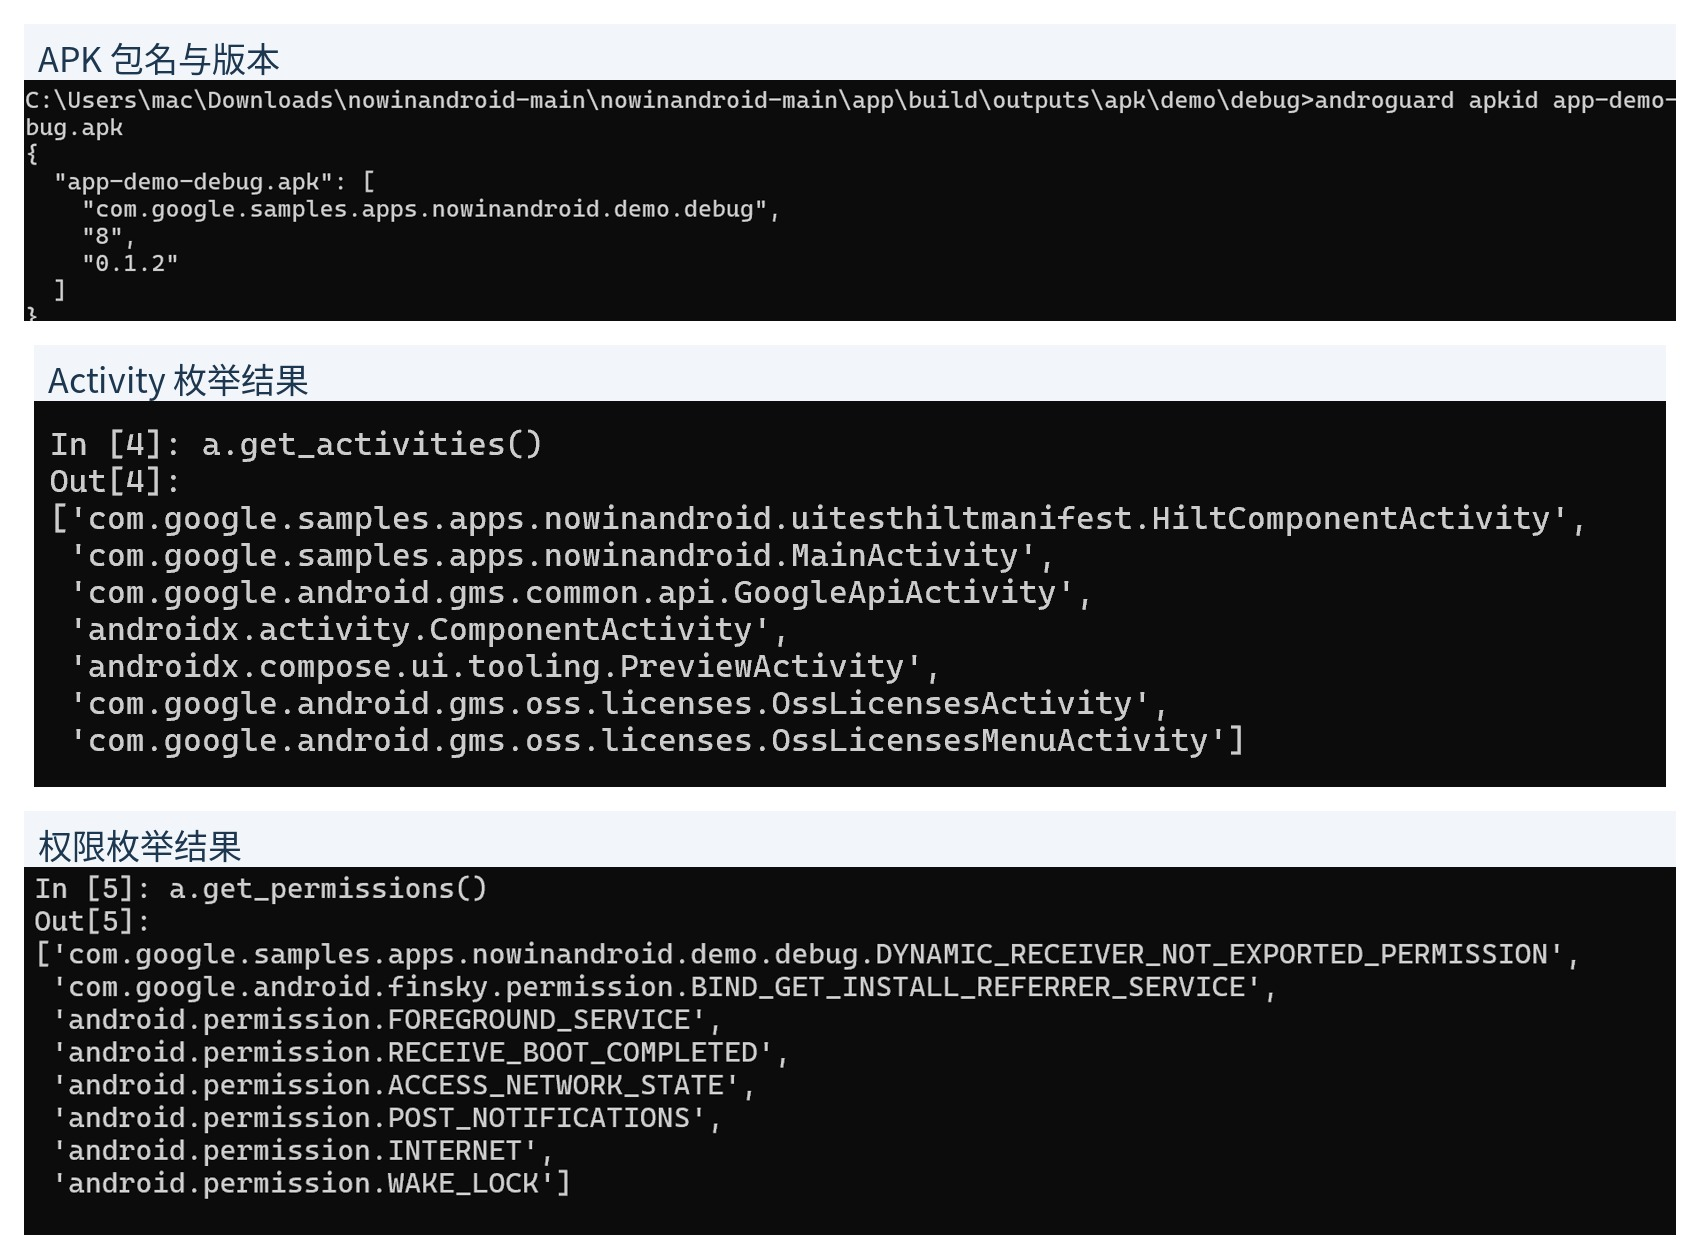 APK 包名与版本
C:\Users\mac\Downloads\nowinandroid-main\nowinandroid-main\app\build\outputs\apk\demo\debug>androguard apkid app-demo-
bug.apk
{
  "app-demo-debug.apk": [
    "com.google.samples.apps.nowinandroid.demo.debug",
    "8",
    "0.1.2"
  ]
}
Activity 枚举结果
In [4]: a.get_activities()
Out[4]:
['com.google.samples.apps.nowinandroid.uitesthiltmanifest.HiltComponentActivity',
 'com.google.samples.apps.nowinandroid.MainActivity',
 'com.google.android.gms.common.api.GoogleApiActivity',
 'androidx.activity.ComponentActivity',
 'androidx.compose.ui.tooling.PreviewActivity',
 'com.google.android.gms.oss.licenses.OssLicensesActivity',
 'com.google.android.gms.oss.licenses.OssLicensesMenuActivity']
权限枚举结果
In [5]: a.get_permissions()
Out[5]:
['com.google.samples.apps.nowinandroid.demo.debug.DYNAMIC_RECEIVER_NOT_EXPORTED_PERMISSION',
 'com.google.android.finsky.permission.BIND_GET_INSTALL_REFERRER_SERVICE',
 'android.permission.FOREGROUND_SERVICE',
 'android.permission.RECEIVE_BOOT_COMPLETED',
 'android.permission.ACCESS_NETWORK_STATE',
 'android.permission.POST_NOTIFICATIONS',
 'android.permission.INTERNET',
 'android.permission.WAKE_LOCK']